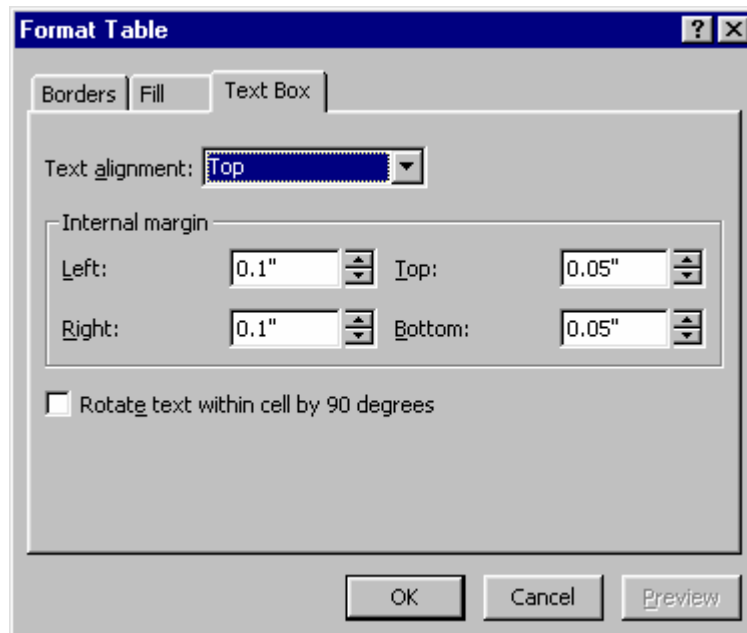 Format Table
Borders Fill Text Box
Text alignment: Top
Internal margin
Left: 0.1" Top: 0.05"
Right: 0.1" Bottom: 0.05"
Rotate text within cell by 90 degrees
OK Cancel Preview